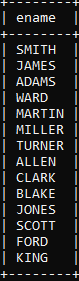 +--------+
| ename  |
+--------+
| SMITH  |
| JAMES  |
| ADAMS  |
| WARD   |
| MARTIN |
| MILLER |
| TURNER |
| ALLEN  |
| CLARK  |
| BLAKE  |
| JONES  |
| SCOTT  |
| FORD   |
| KING   |
+--------+